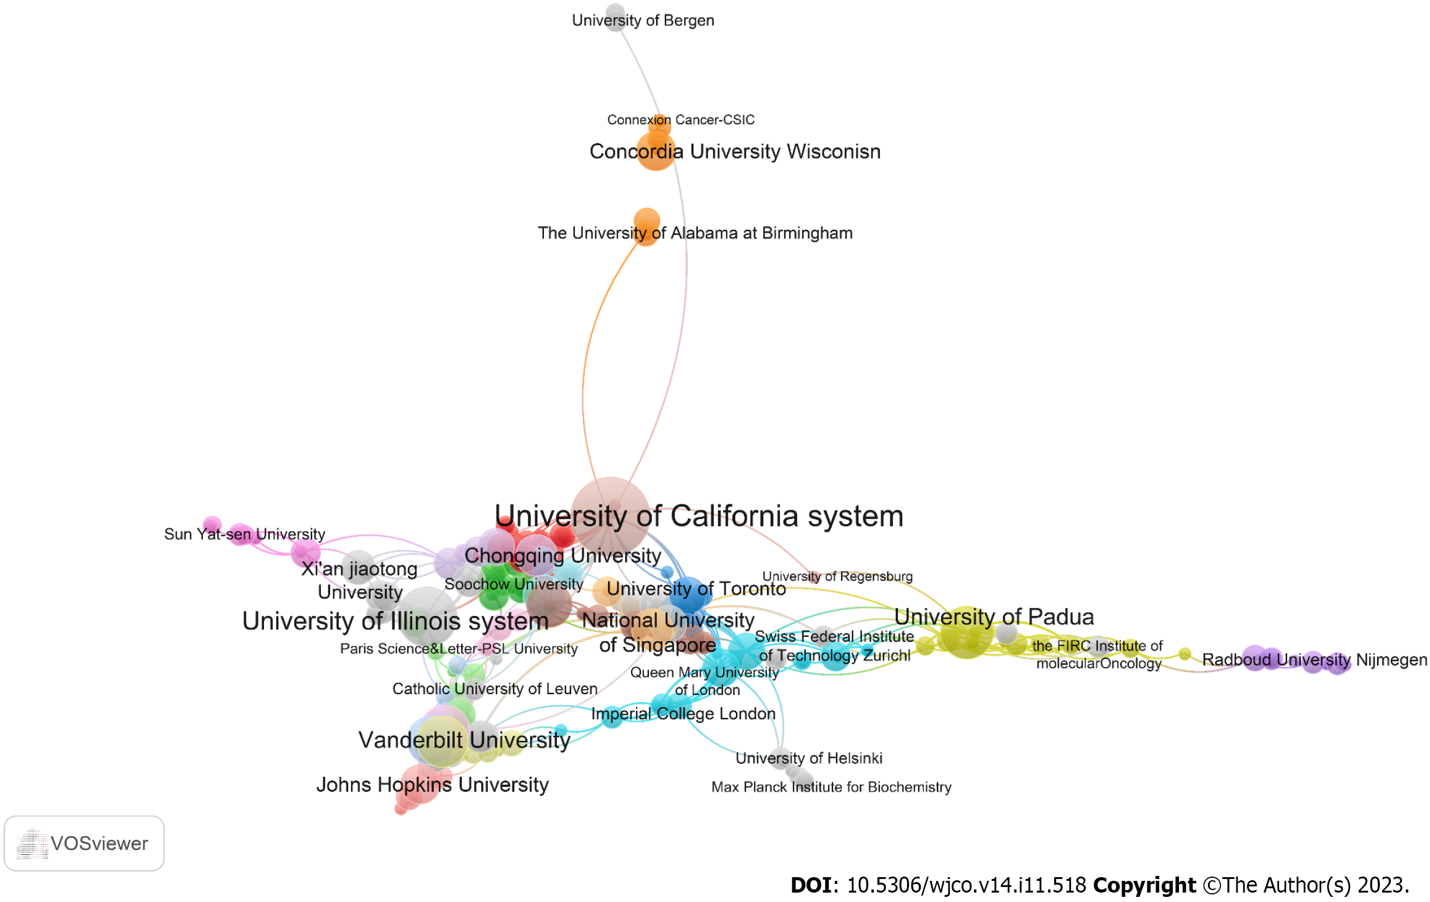 University of Bergen
Connexion Cancer-CSIC
Concordia University Wisconisn
The University of Alabama at Birmingham
University of California system
Sun Yat-sen University
Chongqing University
Xi'an jiaotong
University
Soochow University
University of Regensburg
University of Toronto
University of Illinois system
National University
of Singapore
University of Padua
Swiss Federal Institute
of Technology Zurichl
Paris Science&Letter-PSL University
the FIRC Institute of
molecularOncology
Radboud University Nijmegen
Queen Mary University
of London
Catholic University of Leuven
Imperial College London
Vanderbilt University
University of Helsinki
Johns Hopkins University
Max Planck Institute for Biochemistry
VOSviewer
DOI: 10.5306/wjco.v14.i11.518 Copyright ©The Author(s) 2023.